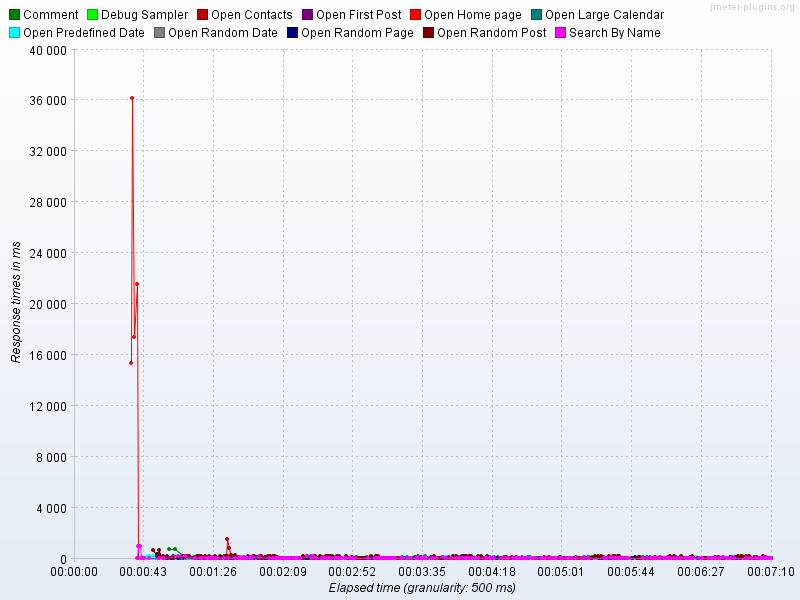 jmeter-plugins.org
Comment Debug Sampler Open Contacts Open First Post Open Home page Open Large Calendar
Open Predefined Date Open Random Date Open Random Page Open Random Post Search By Name
40 000
36 000
32 000
28 000
24 000
20 000
16 000
12 000
8 000
4 000
0
Response times in ms
00:00:00 00:00:43 00:01:26 00:02:09 00:02:52 00:03:35 00:04:18 00:05:01 00:05:44 00:06:27 00:07:10
Elapsed time (granularity: 500 ms)